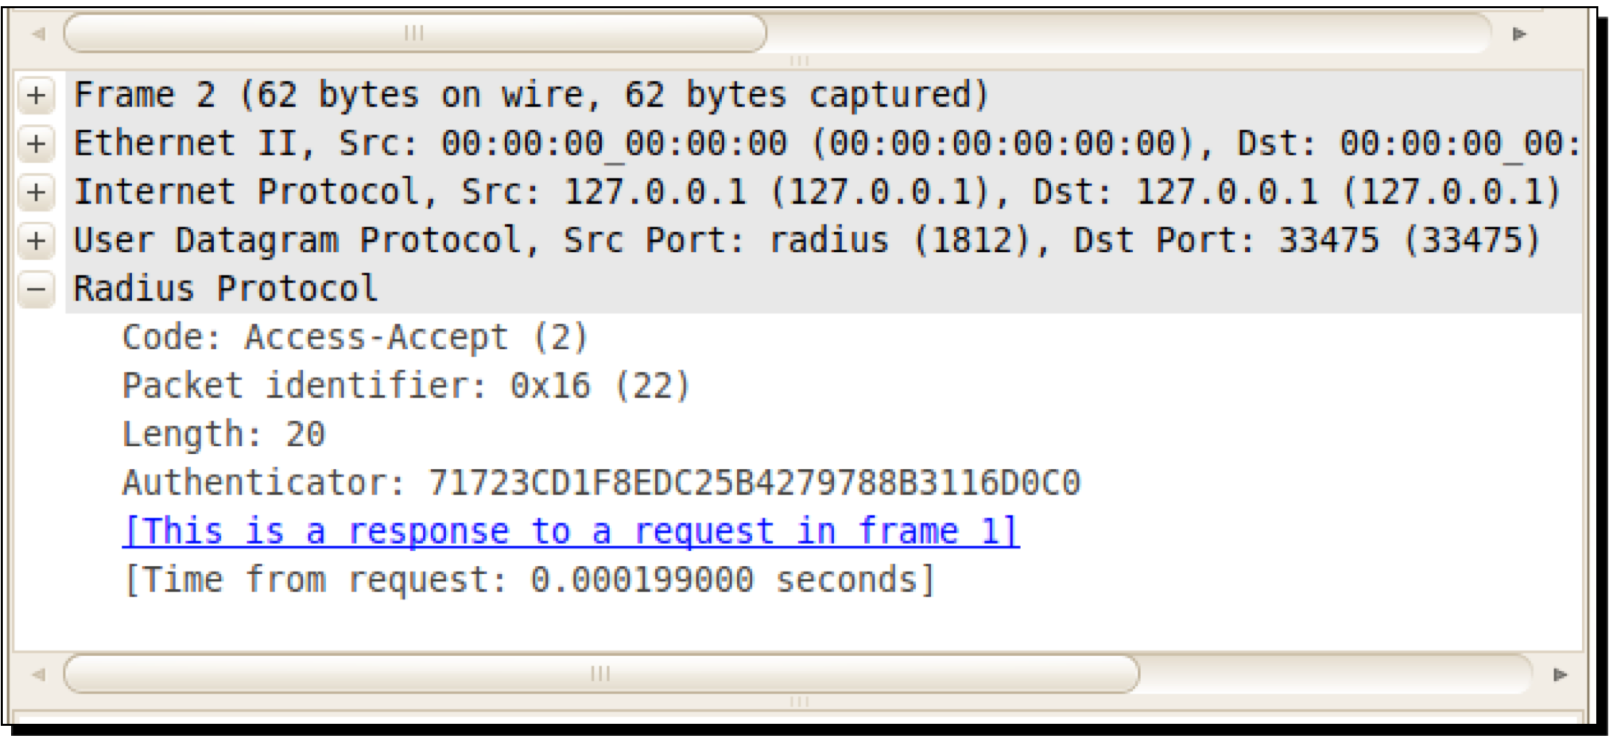 Frame 2 (62 bytes on wire, 62 bytes captured)
Ethernet II, Src: 00:00:00_00:00:00 (00:00:00:00:00:00), Dst: 00:00:00_00:
Internet Protocol, Src: 127.0.0.1 (127.0.0.1), Dst: 127.0.0.1 (127.0.0.1)
User Datagram Protocol, Src Port: radius (1812), Dst Port: 33475 (33475)
Radius Protocol
Code: Access-Accept (2)
Packet identifier: 0x16 (22)
Length: 20
Authenticator: 71723CD1F8EDC25B4279788B3116D0C0
[This is a response to a request in frame 1]
[Time from request: 0.000199000 seconds]